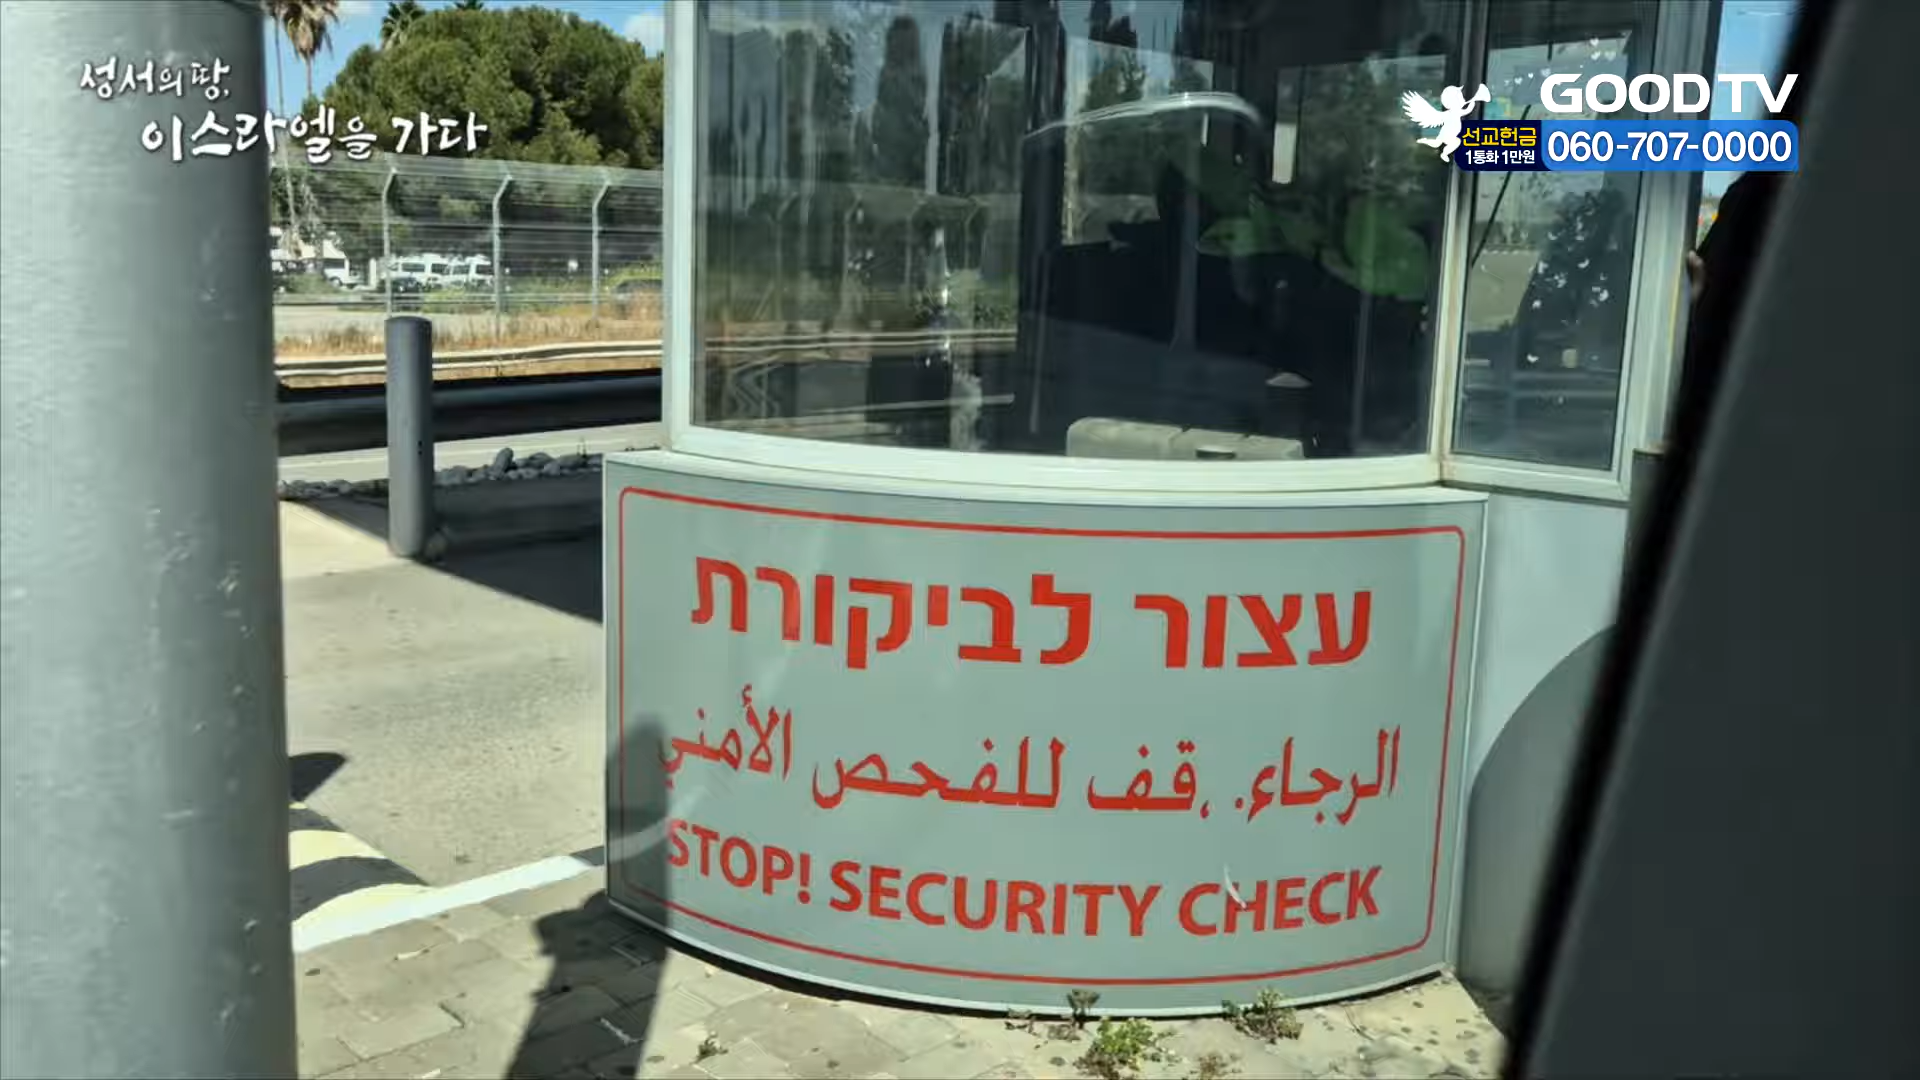 성서의 땅,
이스라엘을 가다
GOOD TV
선교헌금
1통화 1만원
060-707-0000
עצור לביקורת
الرجاء. ,قف للفحص الأمني
STOP! SECURITY CHECK